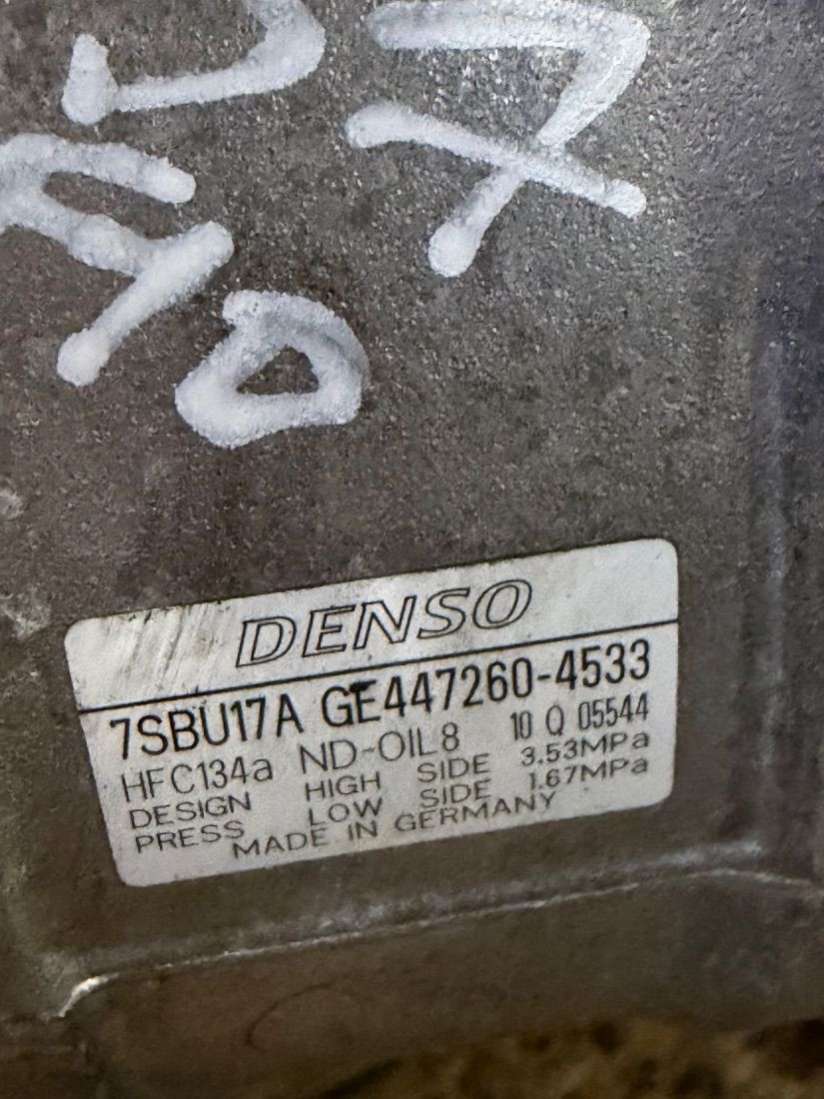 DENSO
7SBU17A GE447260-4533
HFC134a ND-OIL8 10 Q 05544
DESIGN HIGH SIDE 3.53MPa
PRESS LOW SIDE 1.67MPa
MADE IN GERMANY